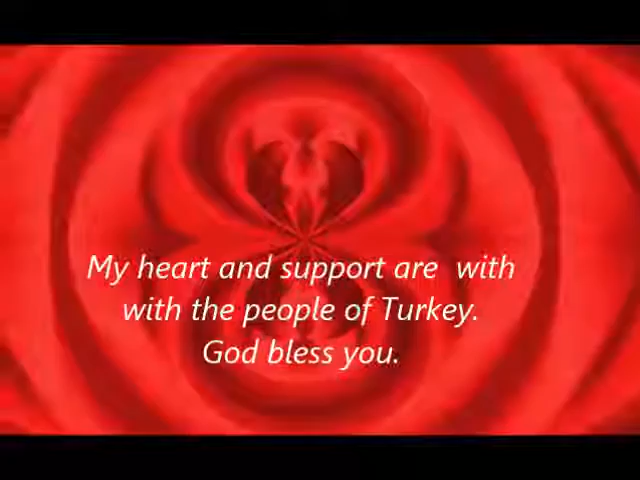 My heart and support are  with
with the people of Turkey.
God bless you.